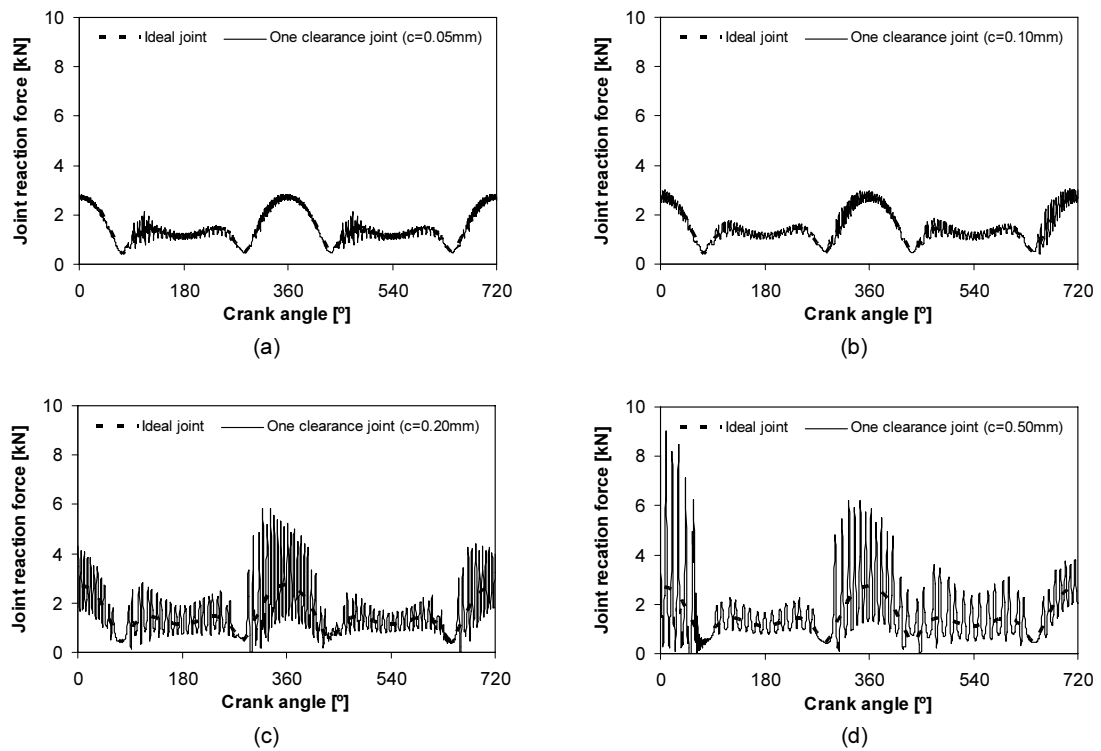 10
8
6
4
2
0
Joint reaction force [kN]
Ideal joint
One clearance joint (c=0.05mm)
0 180 360 540 720
Crank angle [º]
(a)
10
8
6
4
2
0
Joint reaction force [kN]
Ideal joint
One clearance joint (c=0.10mm)
0 180 360 540 720
Crank angle [º]
(b)
10
8
6
4
2
0
Joint reaction force [kN]
Ideal joint
One clearance joint (c=0.20mm)
0 180 360 540 720
Crank angle [º]
(c)
10
8
6
4
2
0
Joint recation force [kN]
Ideal joint
One clearance joint (c=0.50mm)
0 180 360 540 720
Crank angle [º]
(d)